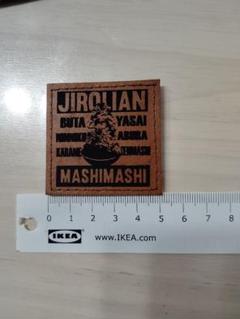 JIROLIAN
BUTA YASAI
NINNIKU ABURA
KARAME
MASHIMASHI
0 1 2 3 4 5 6 7 8
IKEA www.IKEA.com